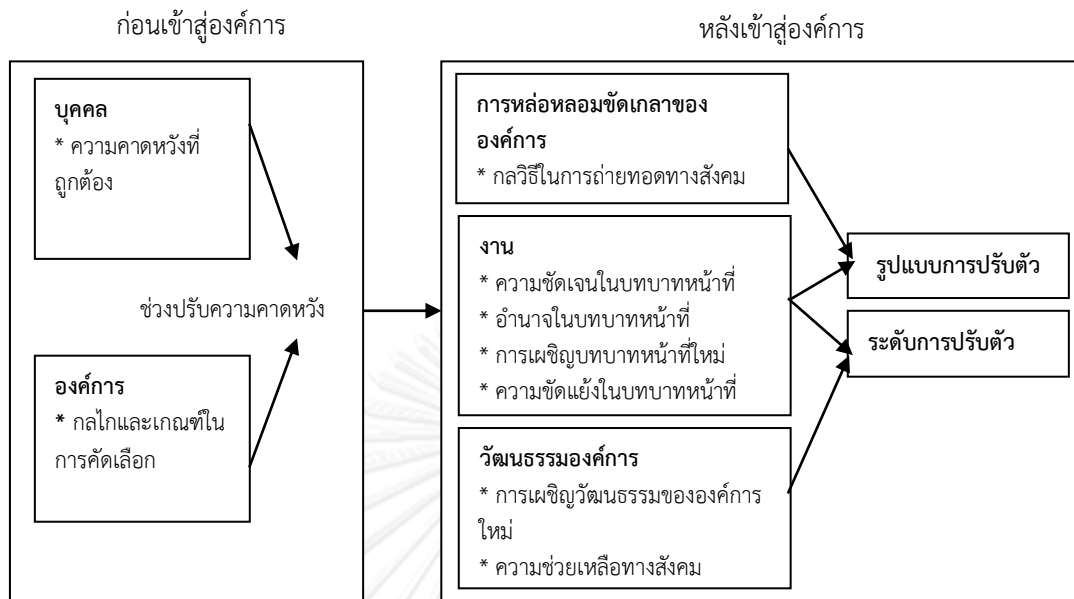 ก่อนเข้าสู่องค์การ
บุคคล
* ความคาดหวังที่
ถูกต้อง
ช่วงปรับความคาดหวัง
องค์การ
* กลไกและเกณฑ์ใน
การคัดเลือก
หลังเข้าสู่องค์การ
การหล่อหลอมขัดเกลาของ
องค์การ
* กลวิธีในการถ่ายทอดทางสังคม
งาน
* ความชัดเจนในบทบาทหน้าที่
* อำนาจในบทบาทหน้าที่
* การเผชิญบทบาทหน้าที่ใหม่
* ความขัดแย้งในบทบาทหน้าที่
วัฒนธรรมองค์การ
* การเผชิญวัฒนธรรมขององค์การ
ใหม่
* ความช่วยเหลือทางสังคม
รูปแบบการปรับตัว
ระดับการปรับตัว